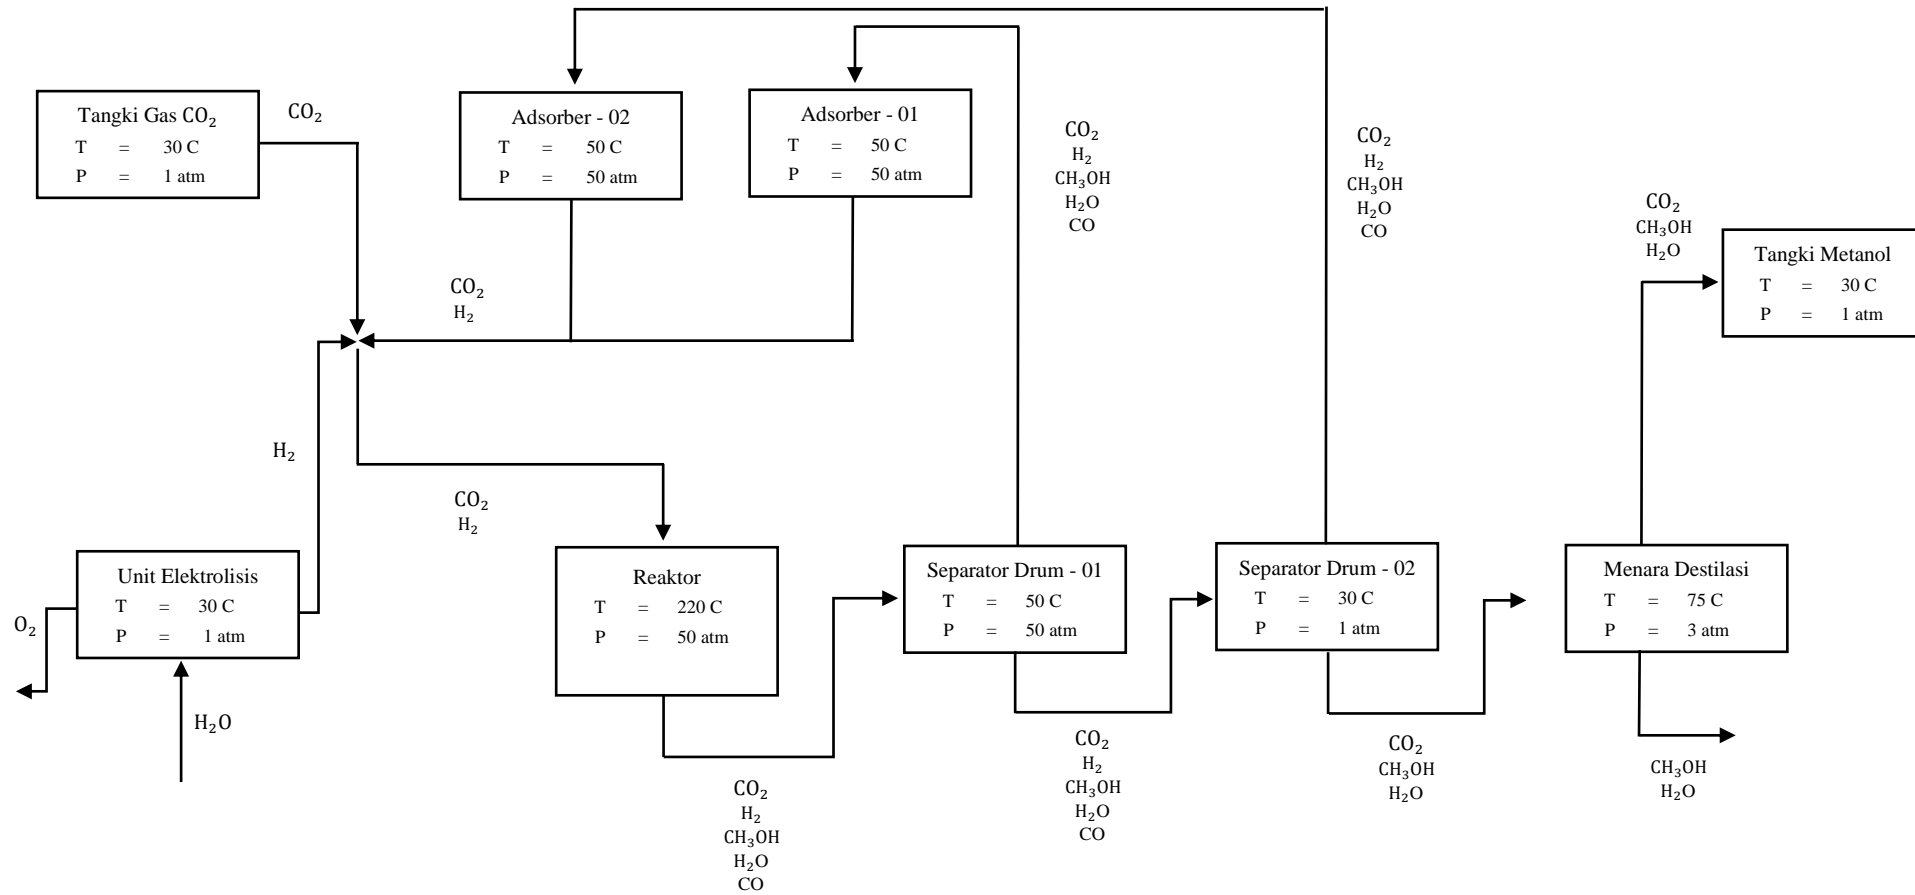 Tangki Gas CO₂
T = 30 C
P = 1 atm
CO₂
Adsorber - 02
T = 50 C
P = 50 atm
Adsorber - 01
T = 50 C
P = 50 atm
CO₂
H₂
CH₃OH
H₂O
CO
CO₂
H₂
CH₃OH
H₂O
CO
CO₂
CH₃OH
H₂O
Tangki Metanol
T = 30 C
P = 1 atm
CO₂
H₂
H₂
CO₂
H₂
Unit Elektrolisis
T = 30 C
P = 1 atm
O₂
H₂O
Reaktor
T = 220 C
P = 50 atm
Separator Drum - 01
T = 50 C
P = 50 atm
Separator Drum - 02
T = 30 C
P = 1 atm
Menara Destilasi
T = 75 C
P = 3 atm
CO₂
H₂
CH₃OH
H₂O
CO
CO₂
H₂
CH₃OH
H₂O
CO
CO₂
CH₃OH
H₂O
CH₃OH
H₂O